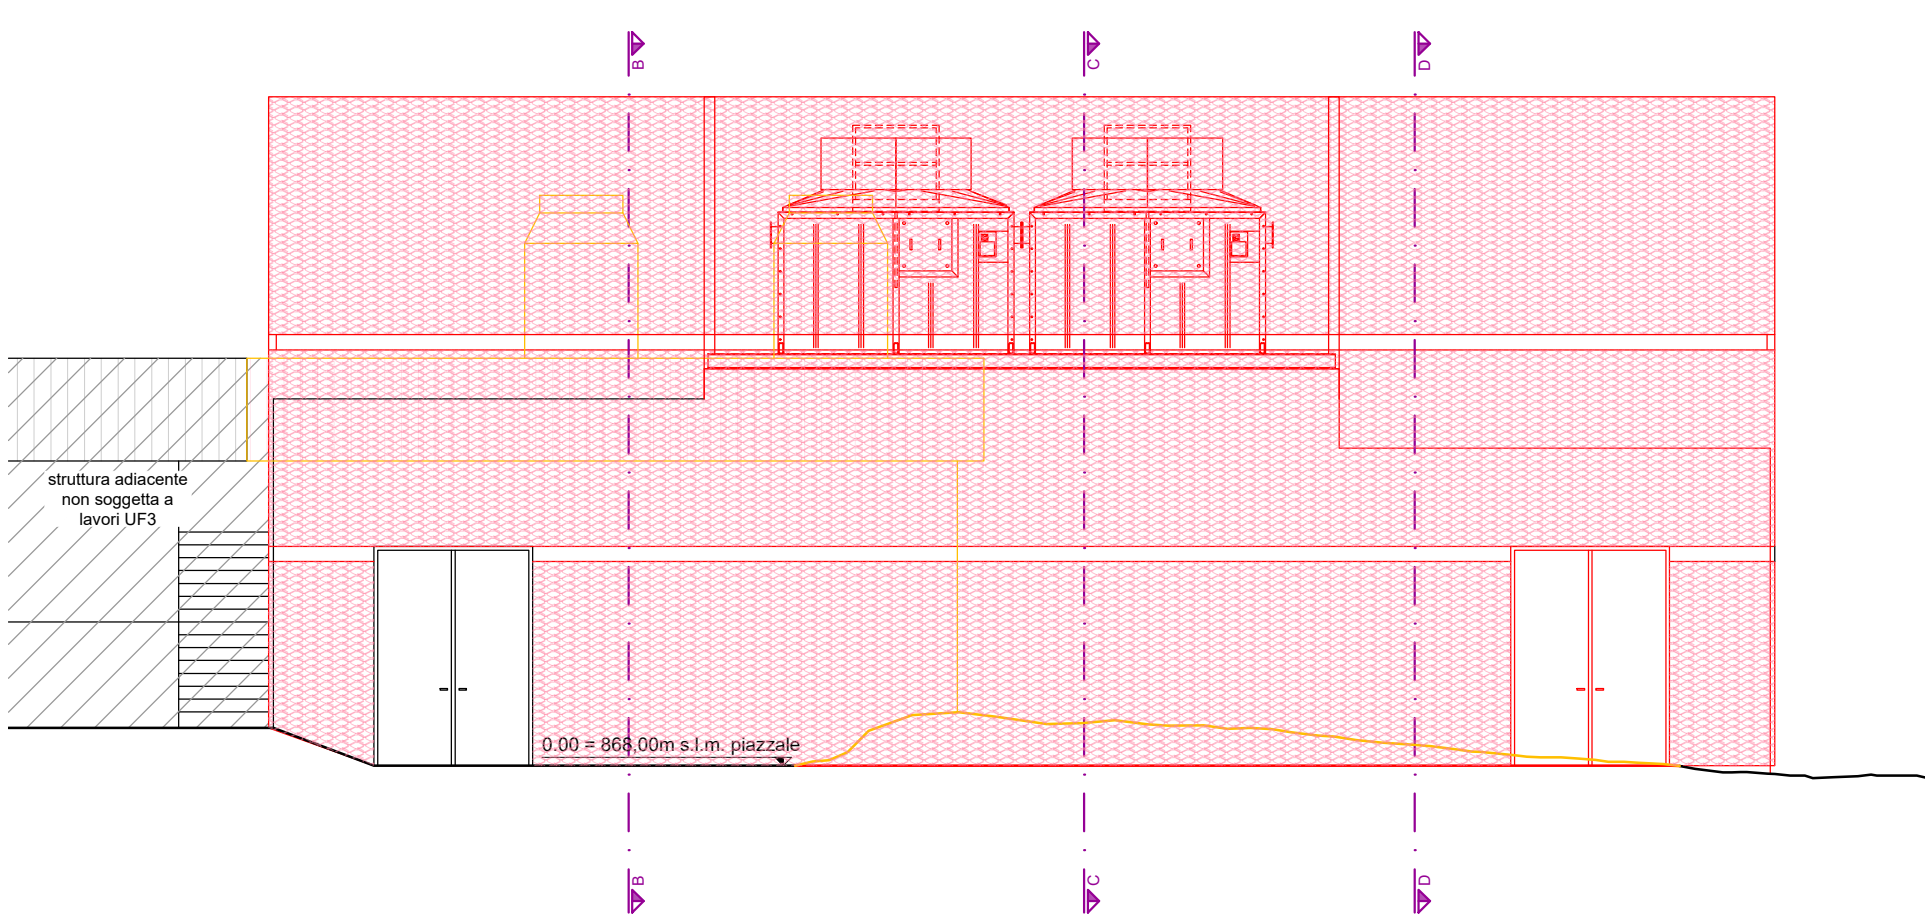 B
C
D
struttura adiacente
non soggetta a
lavori UF3
0.00 = 868,00m s.l.m. piazzale
B
C
D